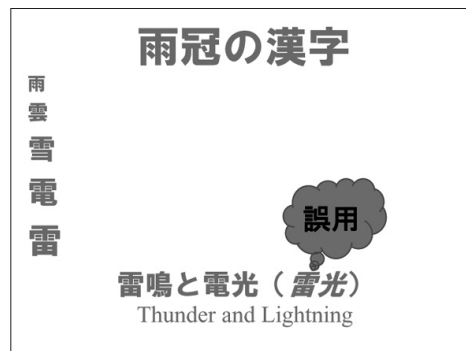 雨冠の漢字
雨
雲
雪
電
雷
誤用
雷鳴と電光（雷光）
Thunder and Lightning